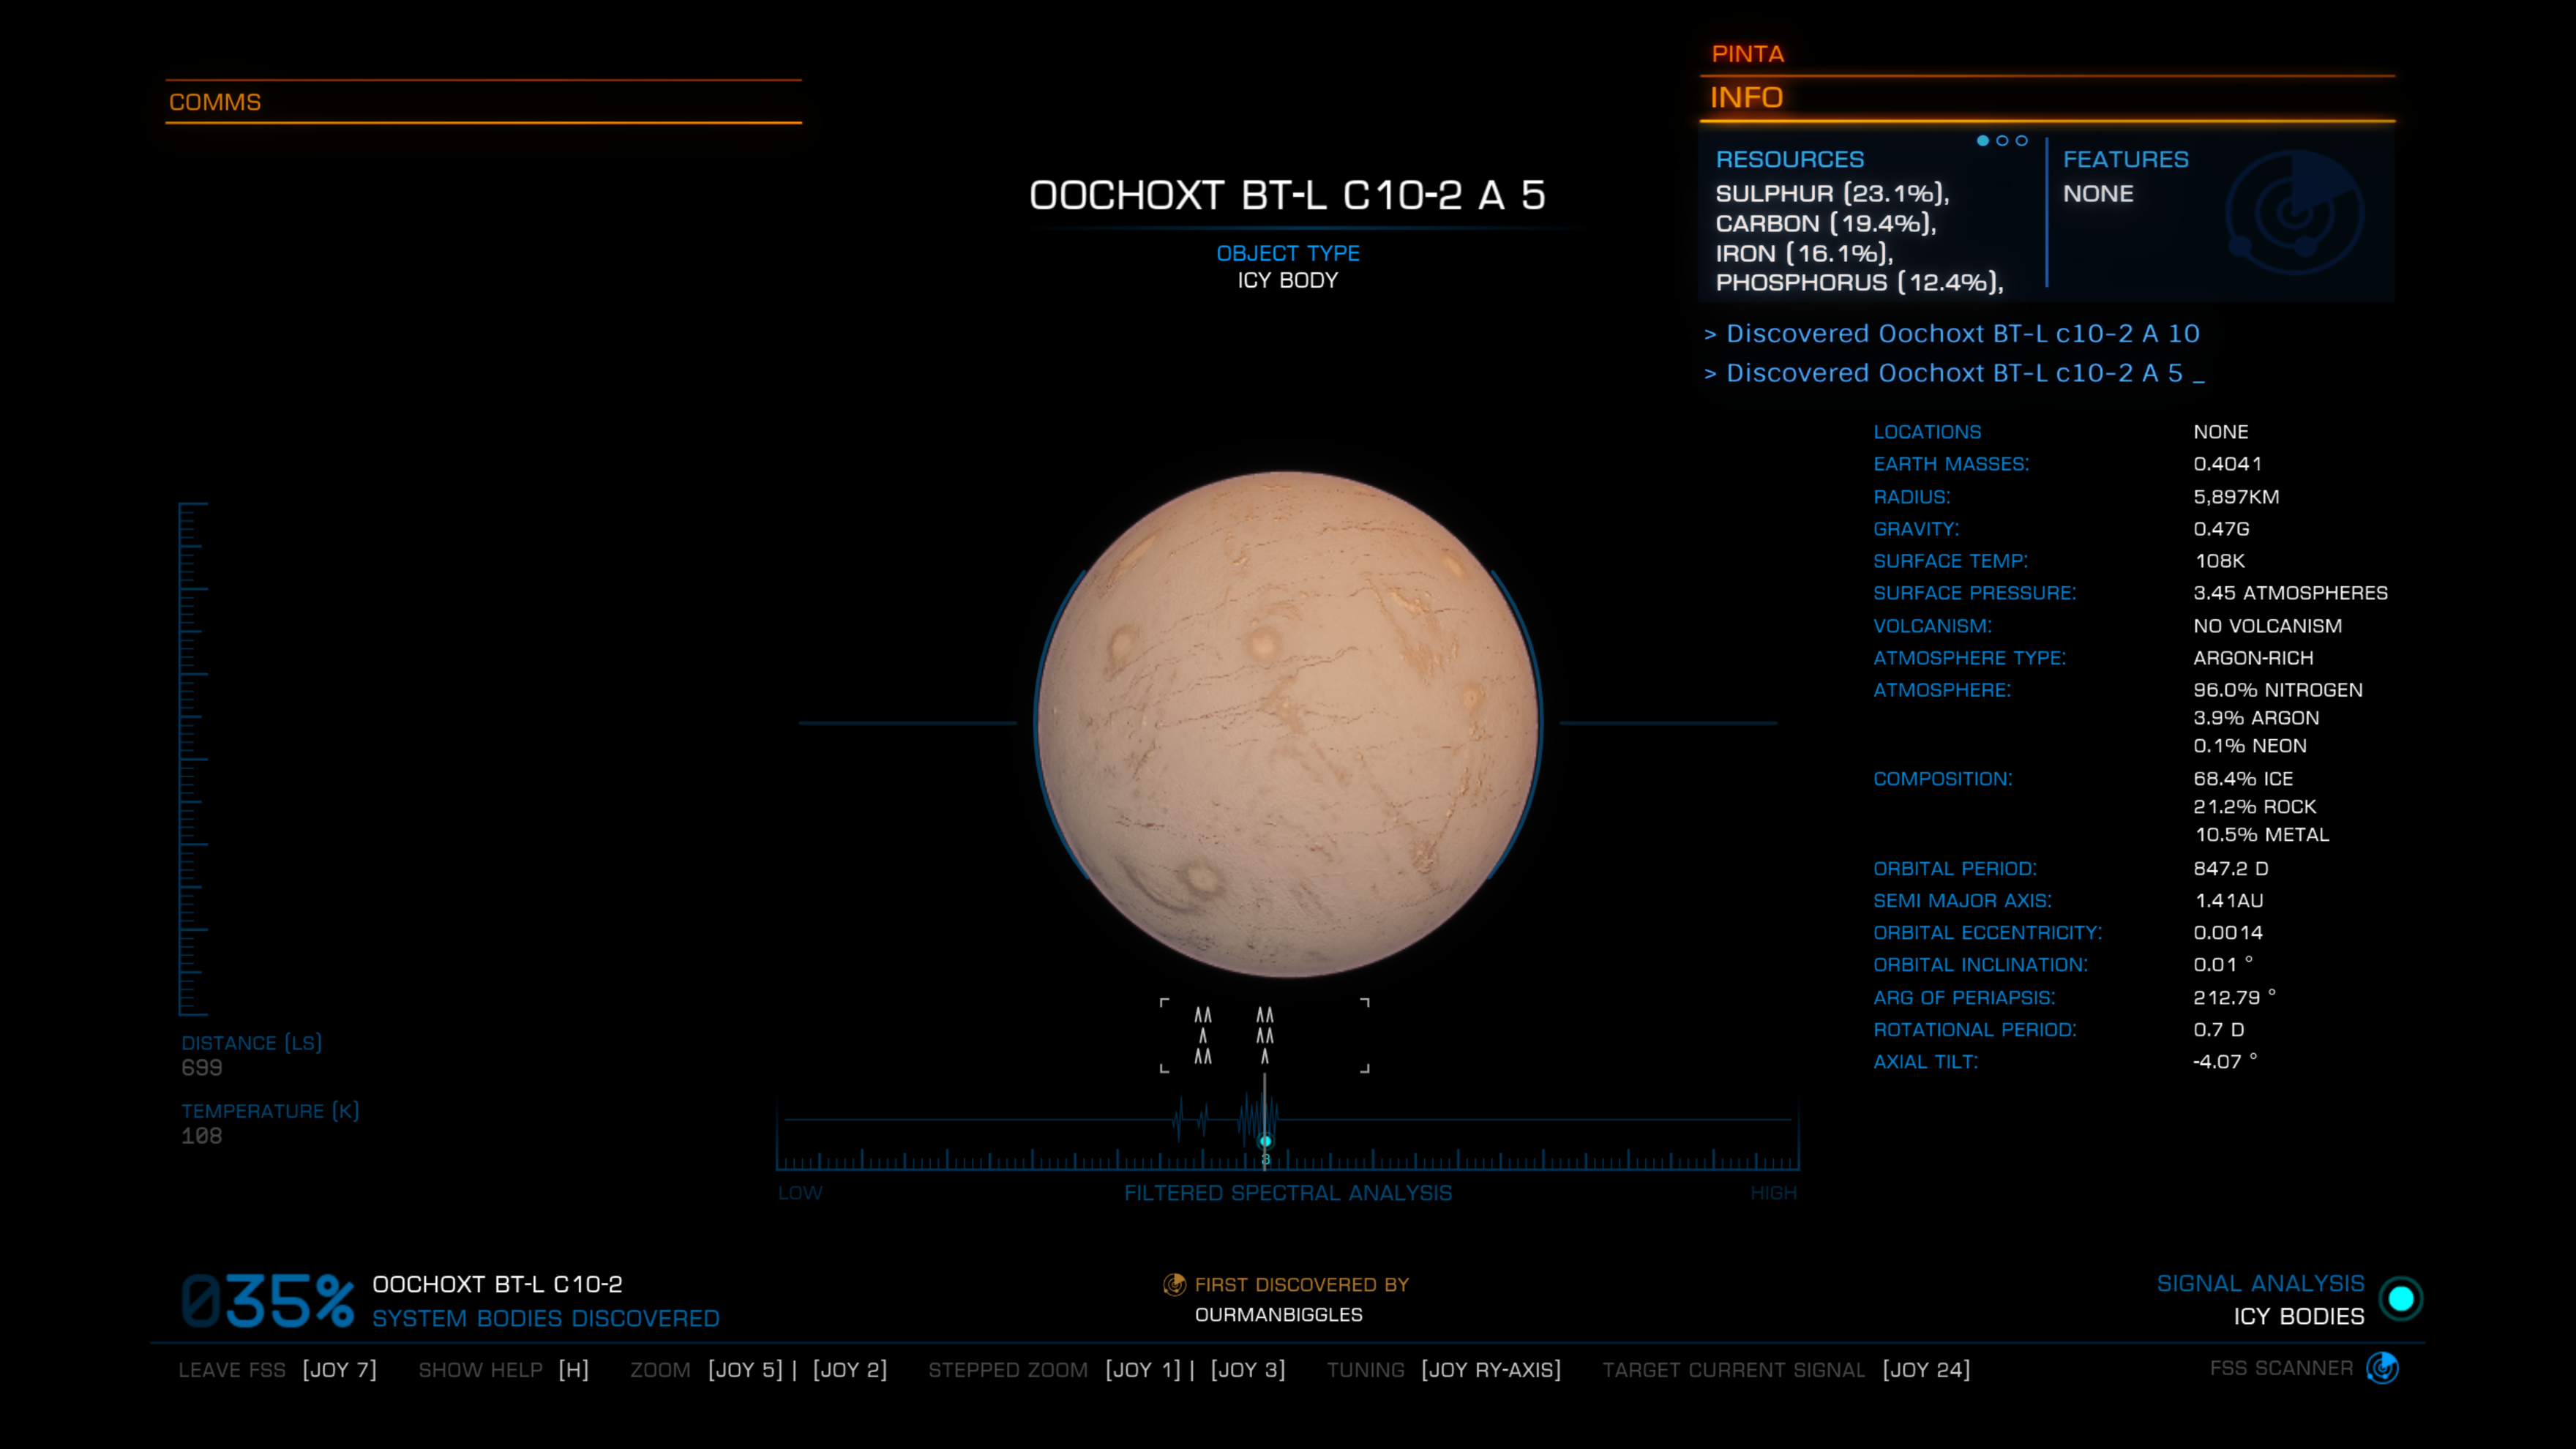 PINTA
COMMS
INFO
RESOURCES
SULPHUR (23.1%),
CARBON (19.4%),
IRON (16.1%),
PHOSPHORUS (12.4%),
FEATURES
NONE
> Discovered Oochoxt BT-L c10-2 A 10
> Discovered Oochoxt BT-L c10-2 A 5 _
OOCHOXT BT-L C10-2 A 5
OBJECT TYPE
ICY BODY
LOCATIONS NONE
EARTH MASSES: 0.4041
RADIUS: 5,897KM
GRAVITY: 0.47G
SURFACE TEMP: 108K
SURFACE PRESSURE: 3.45 ATMOSPHERES
VOLCANISM: NO VOLCANISM
ATMOSPHERE TYPE: ARGON-RICH
ATMOSPHERE: 96.0% NITROGEN
3.9% ARGON
0.1% NEON
COMPOSITION: 68.4% ICE
21.2% ROCK
10.5% METAL
ORBITAL PERIOD: 847.2 D
SEMI MAJOR AXIS: 1.41AU
ORBITAL ECCENTRICITY: 0.0014
ORBITAL INCLINATION: 0.01 °
ARG OF PERIAPSIS: 212.79 °
ROTATIONAL PERIOD: 0.7 D
AXIAL TILT: -4.07 °
DISTANCE (LS)
699
TEMPERATURE (K)
108
LOW FILTERED SPECTRAL ANALYSIS HIGH
035% OOCHOXT BT-L C10-2
SYSTEM BODIES DISCOVERED
FIRST DISCOVERED BY
OURMANBIGGLES
SIGNAL ANALYSIS
ICY BODIES
LEAVE FSS [JOY 7] SHOW HELP [H] ZOOM [JOY 5] | [JOY 2] STEPPED ZOOM [JOY 1] | [JOY 3] TUNING [JOY RY-AXIS] TARGET CURRENT SIGNAL [JOY 24] FSS SCANNER